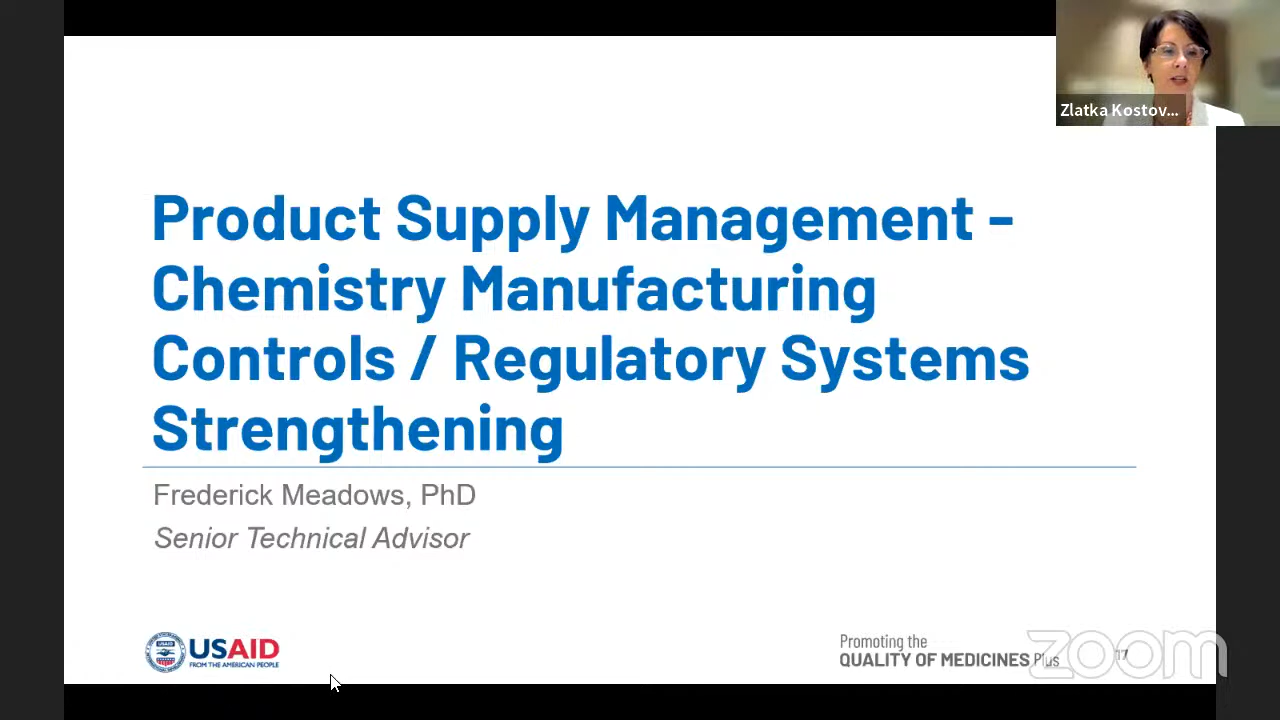 Zlatka Kostov...
Product Supply Management -
Chemistry Manufacturing
Controls / Regulatory Systems
Strengthening
Frederick Meadows, PhD
Senior Technical Advisor
USAID
FROM THE AMERICAN PEOPLE
Promoting the
QUALITY OF MEDICINES Plus
17
zoom